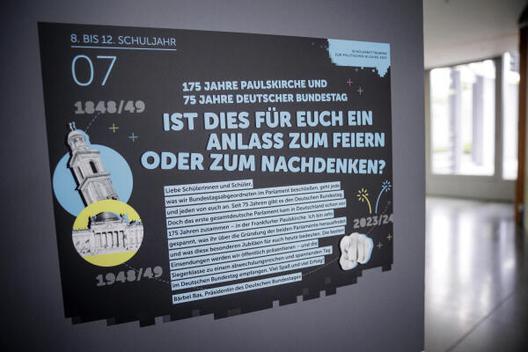 8. BIS 12. SCHULJAHR
07
SCHÜLERWETTBEWERB
ZUR POLITISCHEN BILDUNG 2023
175 JAHRE PAULSKIRCHE UND
75 JAHRE DEUTSCHER BUNDESTAG
IST DIES FÜR EUCH EIN
ANLASS ZUM FEIERN
ODER ZUM NACHDENKEN?
1848/49
1948/49
2023/24
Liebe Schülerinnen und Schüler,
was wir Bundestagsabgeordneten im Parlament beschließen, geht jede
und jeden von euch an. Seit 75 Jahren gibt es den Deutschen Bundestag.
Doch das erste gesamtdeutsche Parlament kam in Deutschland schon vor
175 Jahren zusammen – in der Frankfurter Paulskirche. Ich bin sehr
gespannt, was ihr über die Gründung der beiden Parlamente herausfindet
und was diese besonderen Jubiläen für euch heute bedeuten. Die besten
Einsendungen werden wir öffentlich präsentieren – und die
Siegerklasse zu einem abwechslungsreichen und spannenden Tag
im Deutschen Bundestag empfangen. Viel Spaß und viel Erfolg!
Bärbel Bas, Präsidentin des Deutschen Bundestages